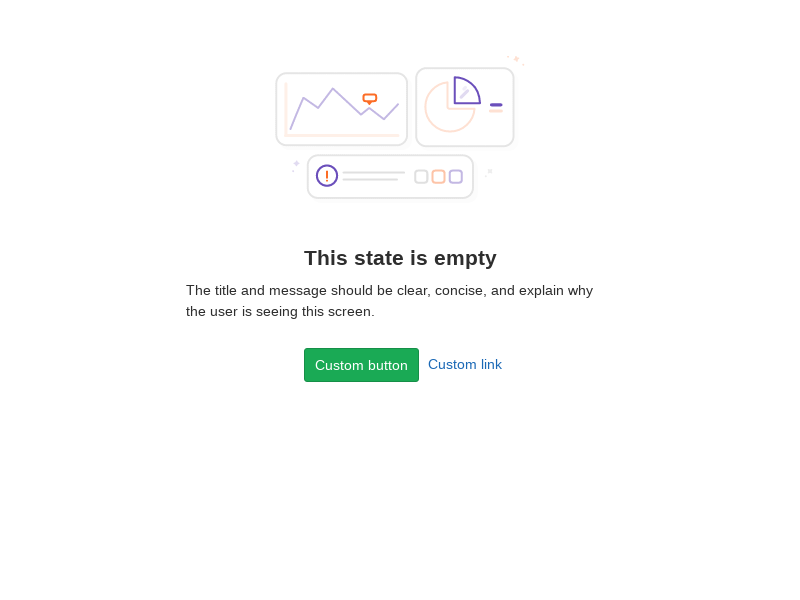 This state is empty
The title and message should be clear, concise, and explain why
the user is seeing this screen.
Custom button
Custom link